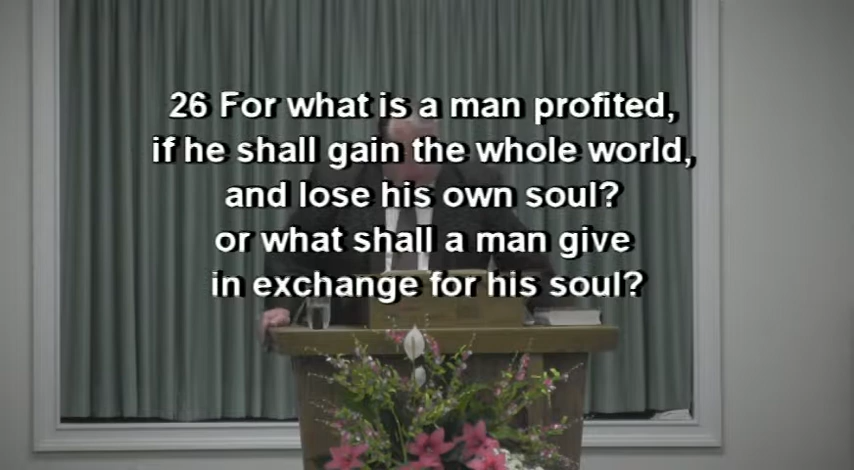 26 For what is a man profited,
if he shall gain the whole world,
and lose his own soul?
or what shall a man give
in exchange for his soul?